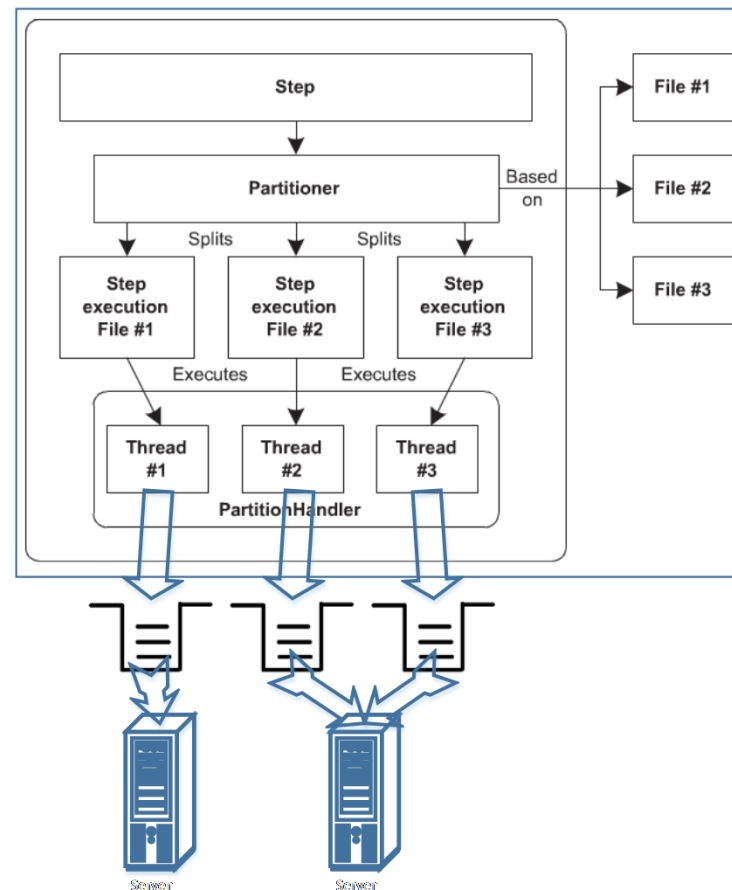 Step
File #1
Partitioner
Based
on
File #2
Splits
Splits
Step
execution
File #1
Step
execution
File #2
Step
execution
File #3
File #3
Executes
Executes
Thread
#1
Thread
#2
Thread
#3
PartitionHandler
Server
Server